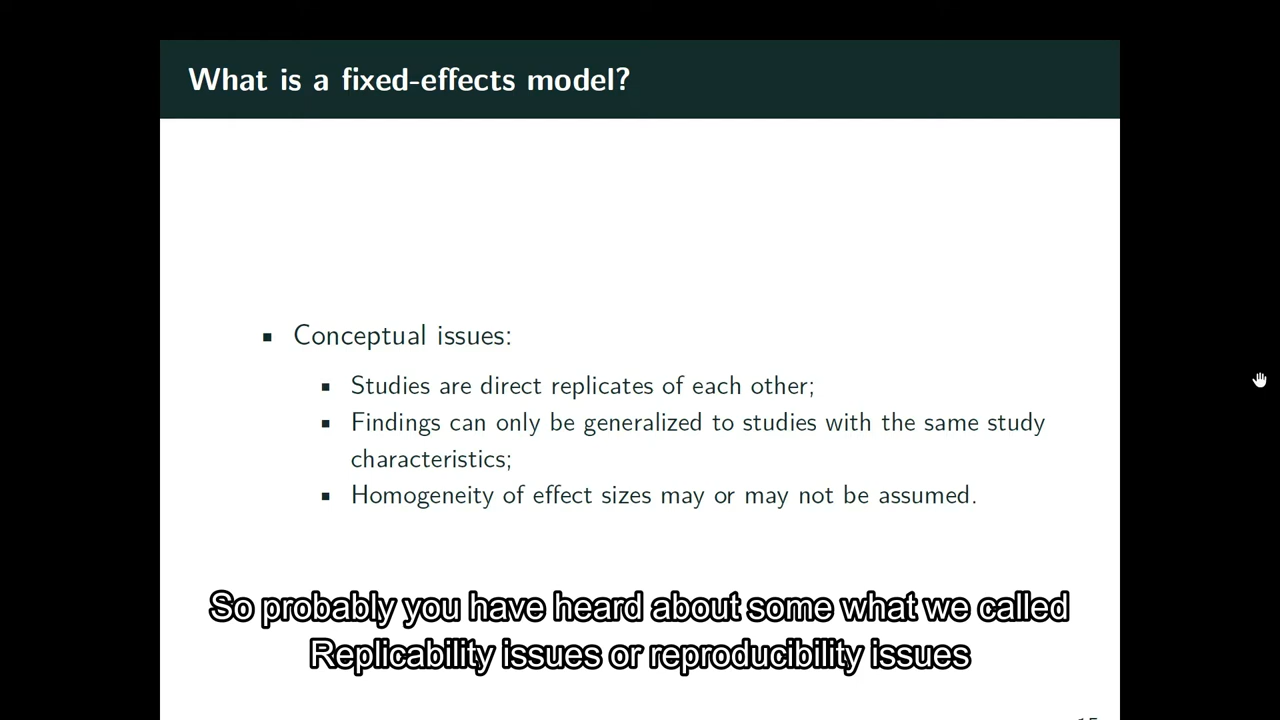 What is a fixed-effects model?
Conceptual issues:
Studies are direct replicates of each other;
Findings can only be generalized to studies with the same study
characteristics;
Homogeneity of effect sizes may or may not be assumed.
So probably you have heard about some what we called
Replicability issues or reproducibility issues